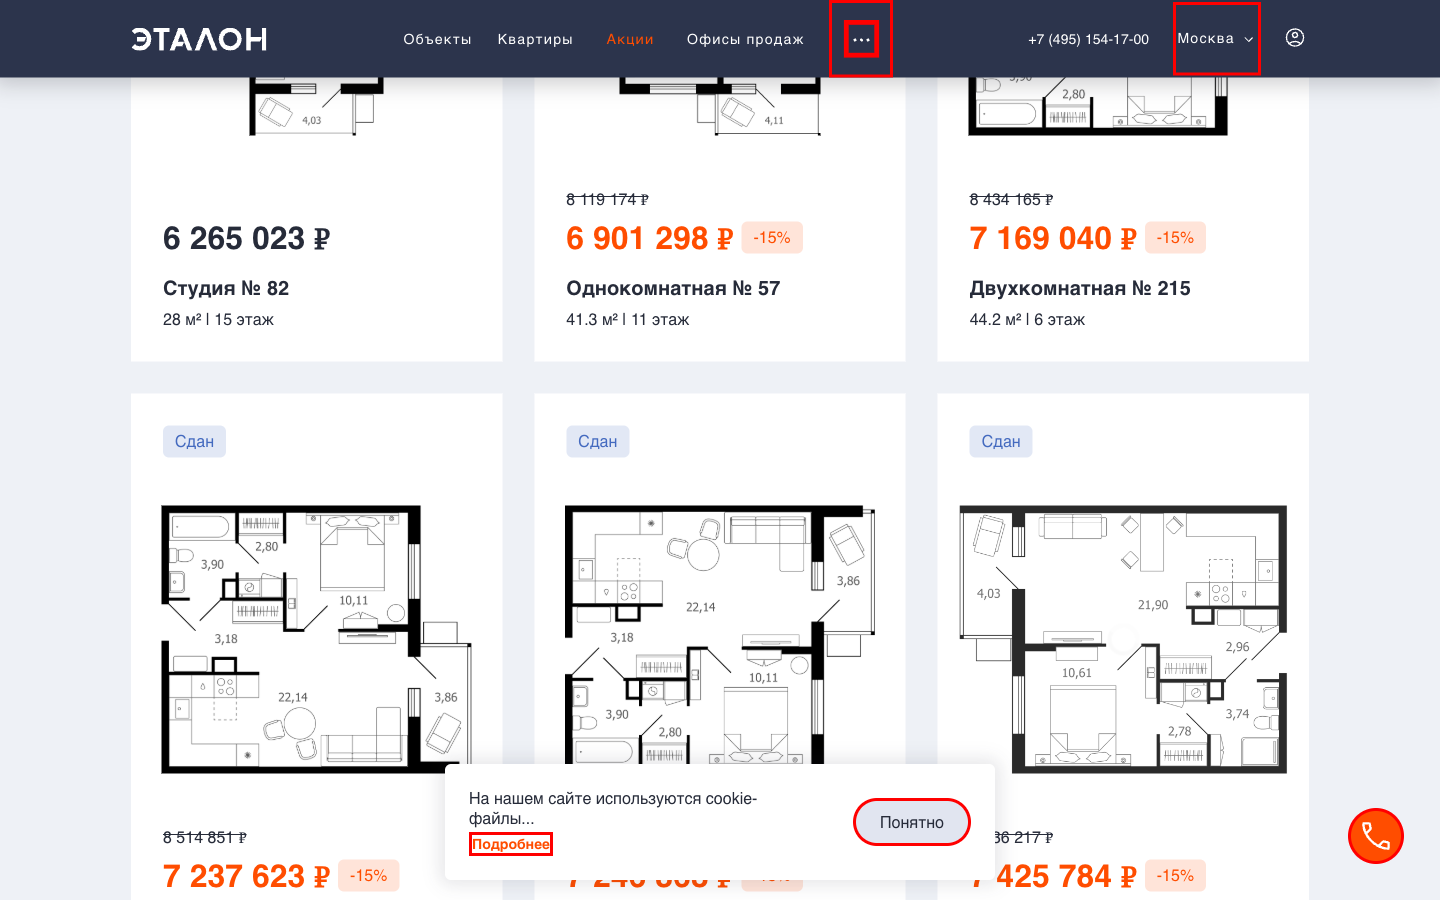 ЭТАЛОН
Объекты Квартиры Акции Офисы продаж ...
+7 (495) 154-17-00 Москва
4,03
4,11
2,80
8 119 174 ₽
8 434 165 ₽
6 265 023 ₽
6 901 298 ₽ -15%
7 169 040 ₽ -15%
Студия № 82
Однокомнатная № 57
Двухкомнатная № 215
28 м² | 15 этаж
41.3 м² | 11 этаж
44.2 м² | 6 этаж
Сдан
3,90
2,80
10,11
3,18
22,14
3,86
8 514 851 ₽
7 237 623 ₽ -15%
Сдан
22,14
3,86
3,18
10,11
3,90
2,80
Сдан
4,03
21,90
2,96
10,61
3,74
2,78
36 217 ₽
425 784 ₽ -15%
На нашем сайте используются cookie-
файлы...
Подробнее
Понятно